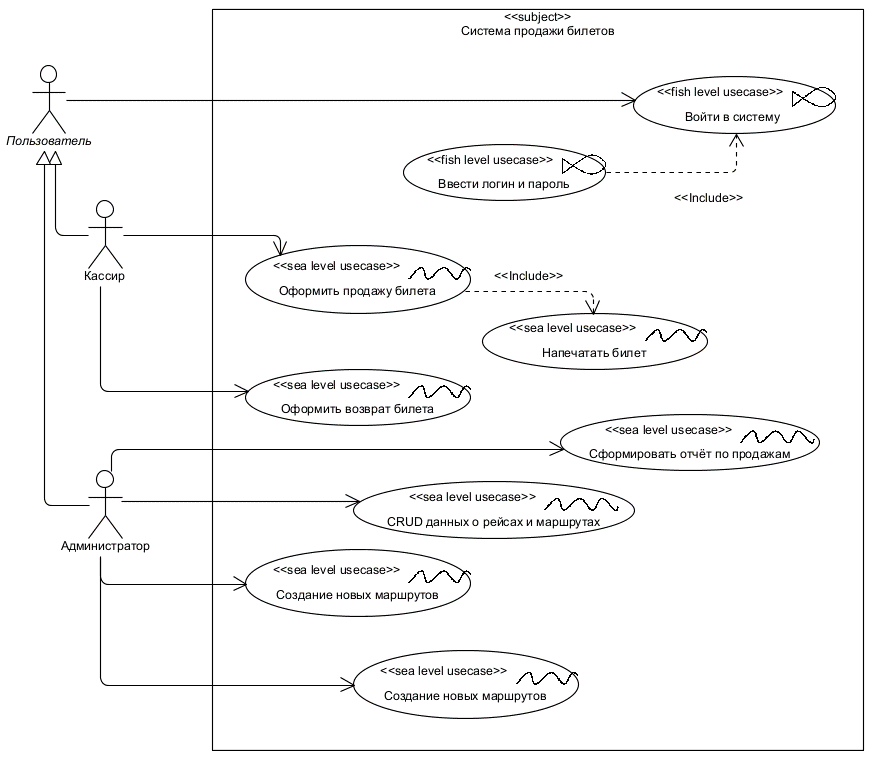 <<subject>>
Система продажи билетов
<<fish level usecase>>
Войти в систему
Пользователь
<<fish level usecase>>
Ввести логин и пароль
<<Include>>
Кассир
<<sea level usecase>>
Оформить продажу билета
<<Include>>
<<sea level usecase>>
Напечатать билет
<<sea level usecase>>
Оформить возврат билета
<<sea level usecase>>
Сформировать отчёт по продажам
Администратор
<<sea level usecase>>
CRUD данных о рейсах и маршрутах
<<sea level usecase>>
Создание новых маршрутов
<<sea level usecase>>
Создание новых маршрутов